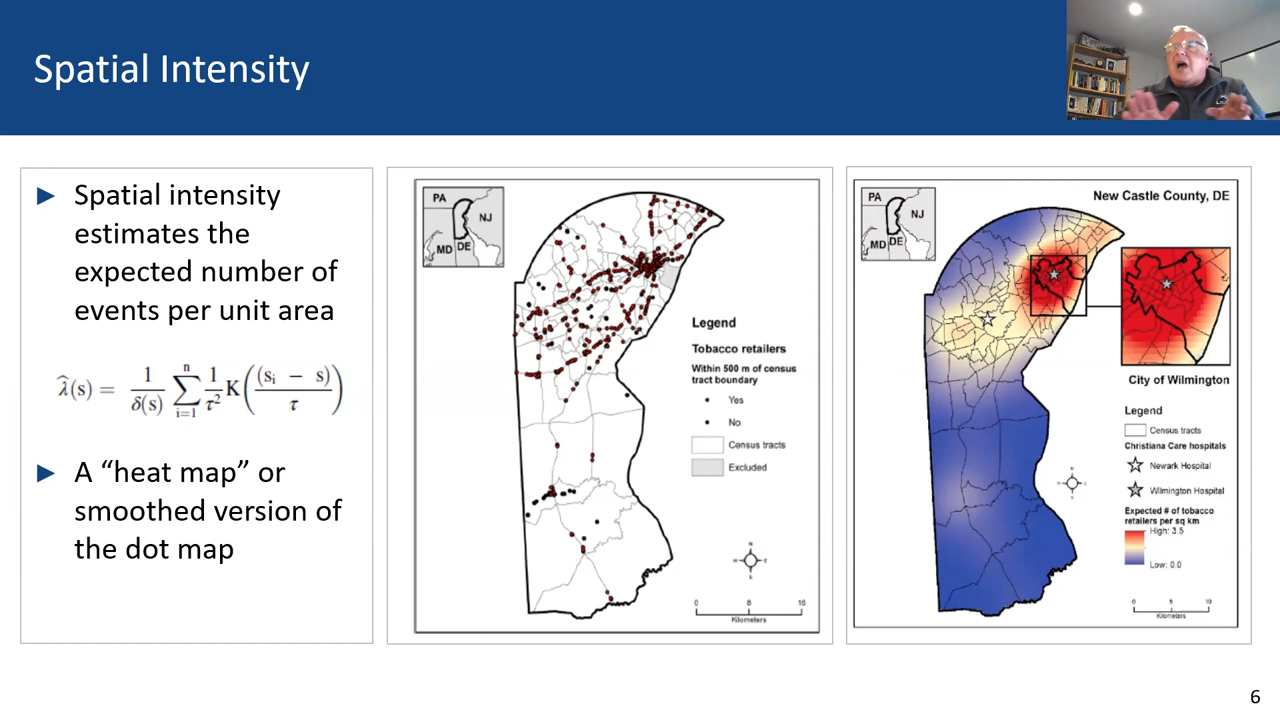 Spatial Intensity
► Spatial intensity
estimates the
expected number of
events per unit area
λ̂(s) = 1/δ(s) Σ i=1 n 1/τ² K((sᵢ − s)/τ)
► A “heat map” or
smoothed version of
the dot map
PA
NJ
MD
DE
Legend
Tobacco retailers
Within 500 m of census
tract boundary
Yes
No
Census tracts
Excluded
N
W E
S
0 8 16
Kilometers
New Castle County, DE
PA
NJ
MD
DE
City of Wilmington
Legend
Census tracts
Christiana Care hospitals
Newark Hospital
Wilmington Hospital
Expected # of tobacco
retailers per sq km
High: 3.5
Low: 0.0
0 5 10
Kilometers
6